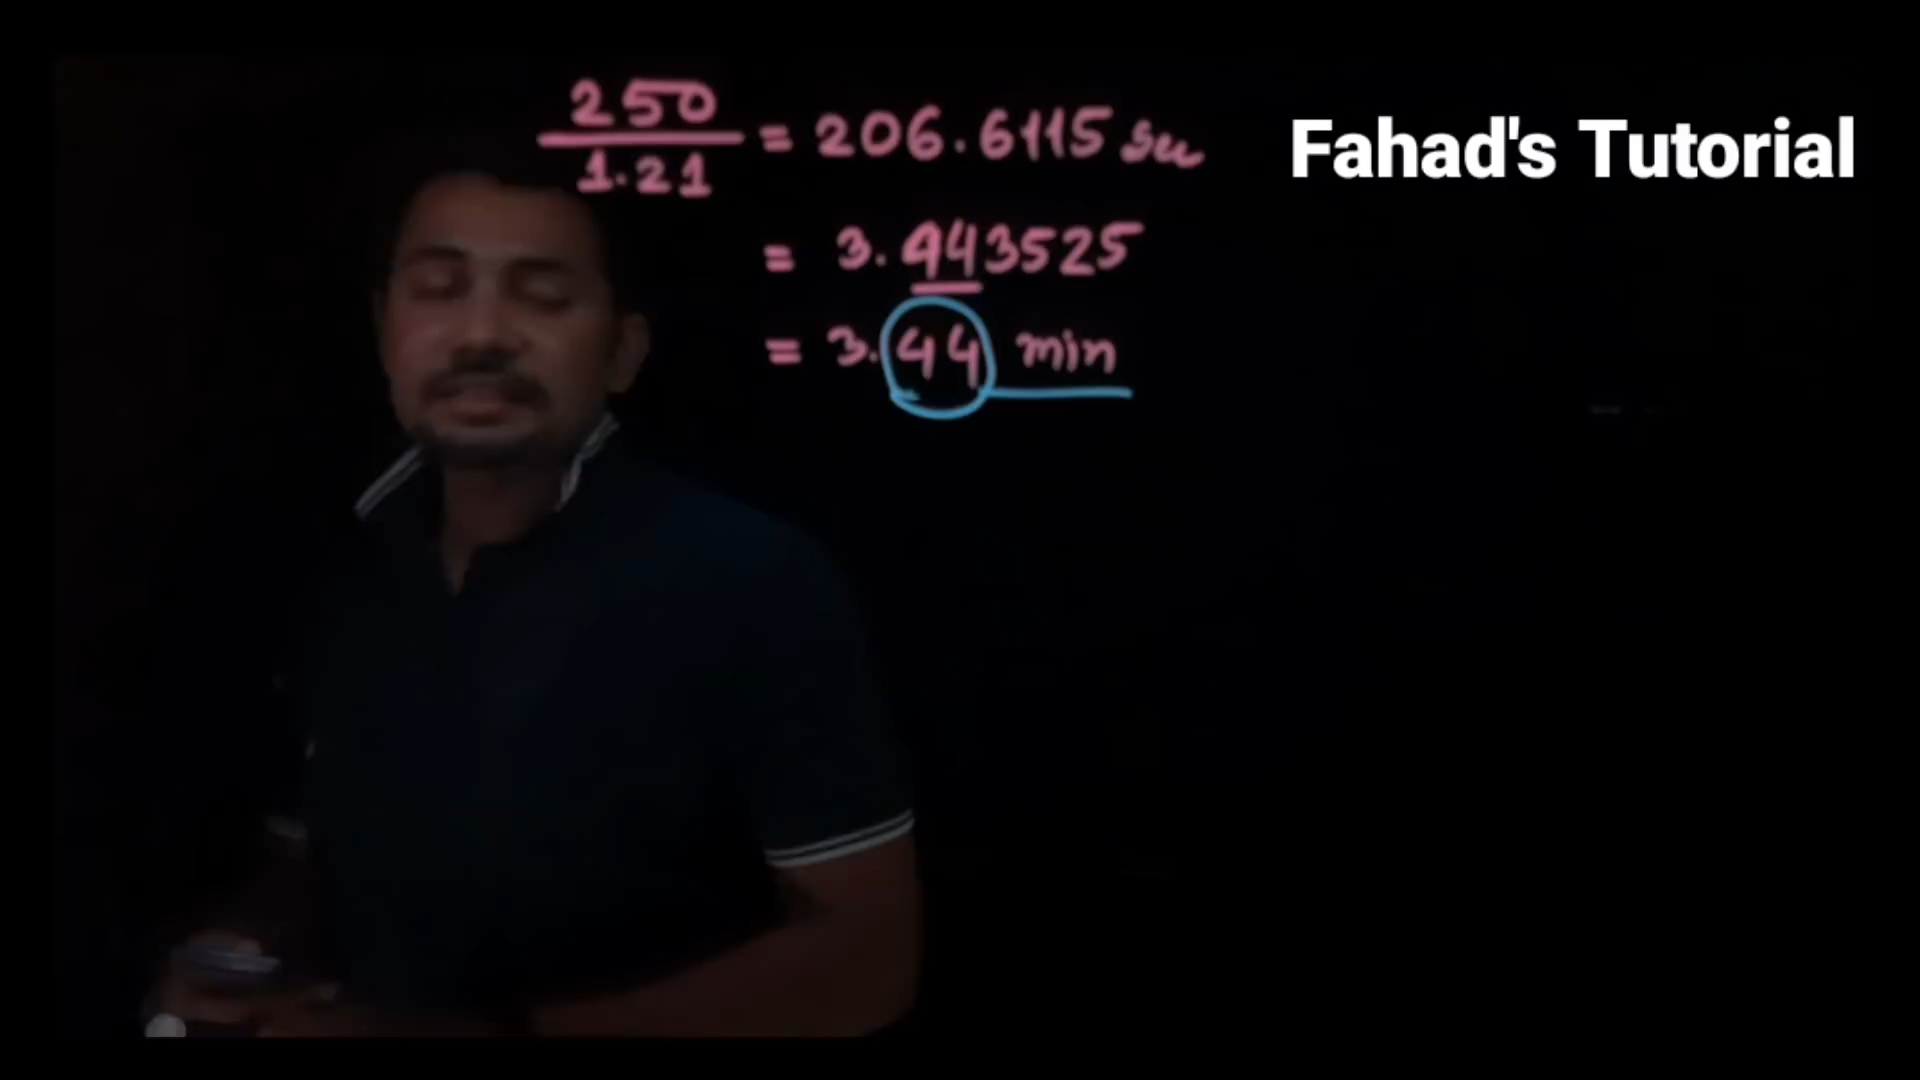 250
1.21 = 206.6115 sec
= 3.443525
= 3.44 min
Fahad's Tutorial